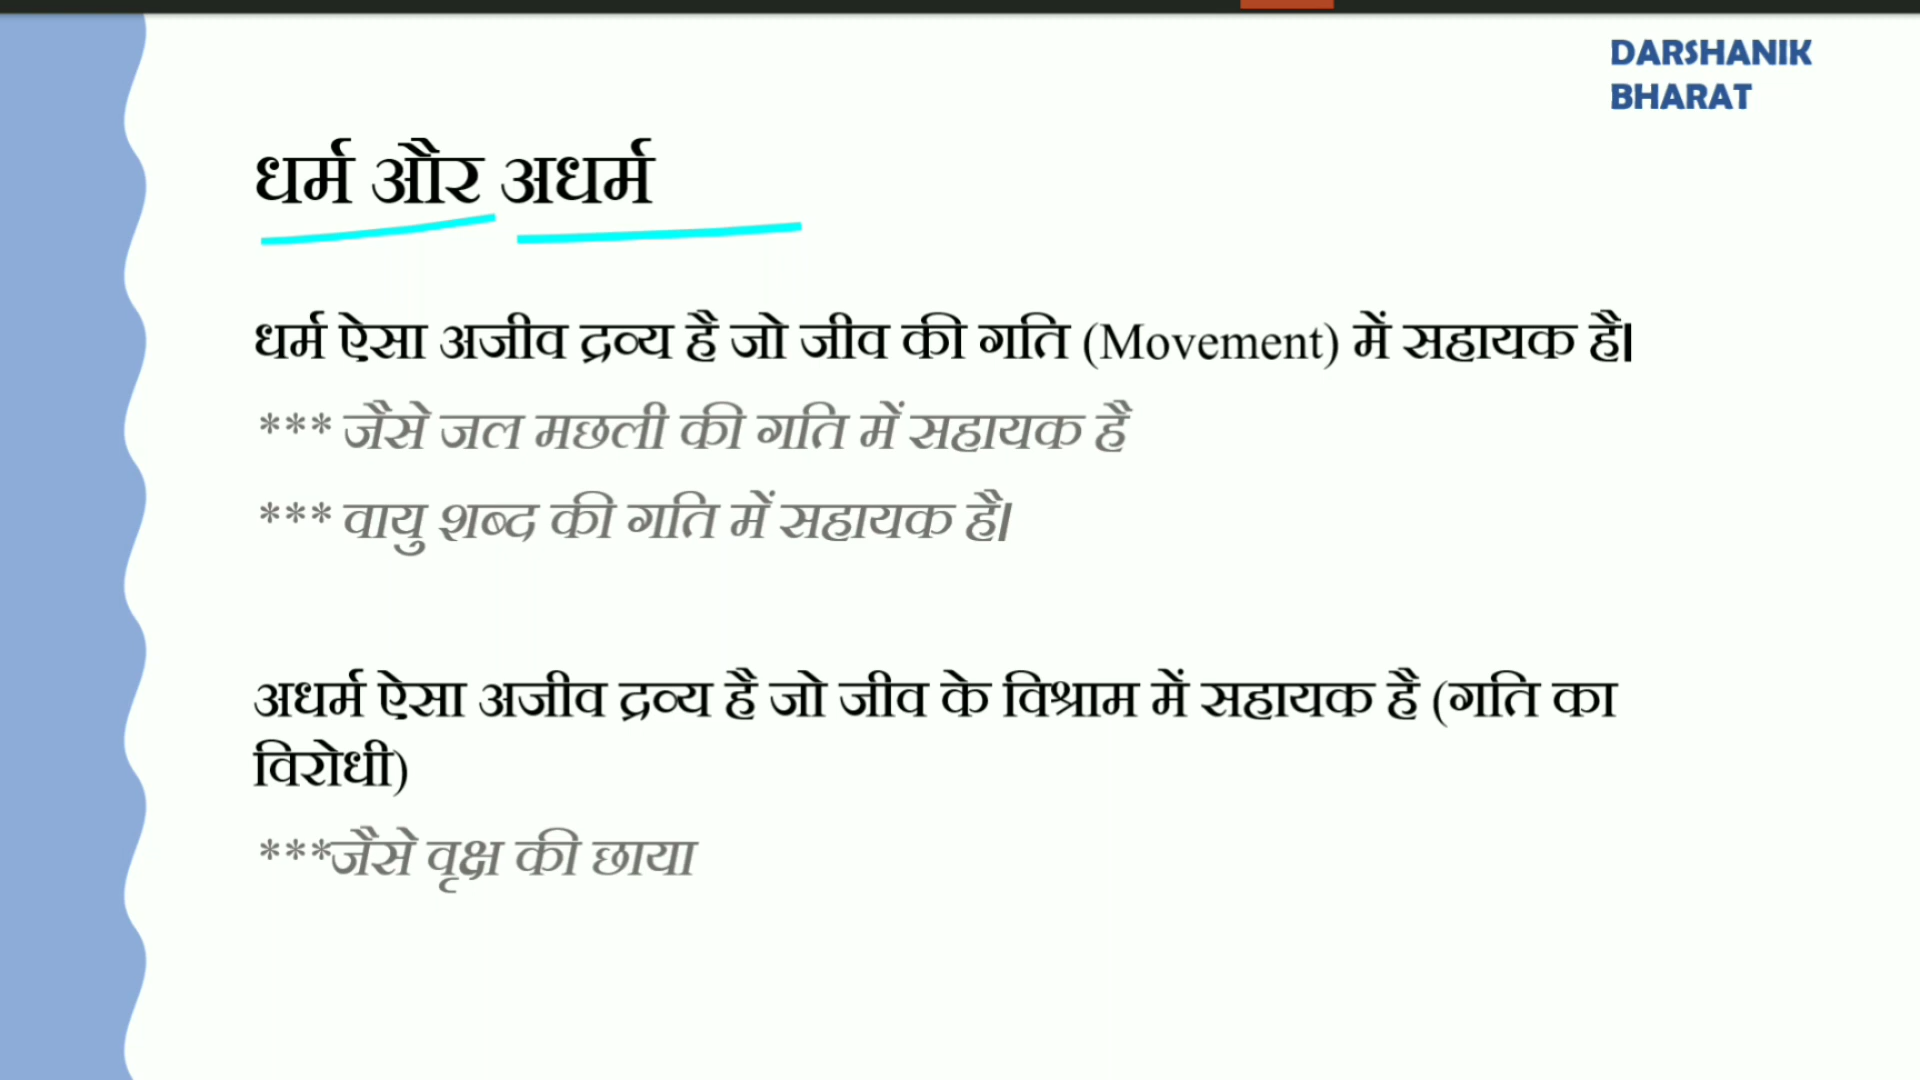 DARSHANIK
BHARAT
धर्म और अधर्म
धर्म ऐसा अजीव द्रव्य है जो जीव की गति (Movement) में सहायक है।
*** जैसे जल मछली की गति में सहायक है
*** वायु शब्द की गति में सहायक है।
अधर्म ऐसा अजीव द्रव्य है जो जीव के विश्राम में सहायक है (गति का
विरोधी)
***जैसे वृक्ष की छाया